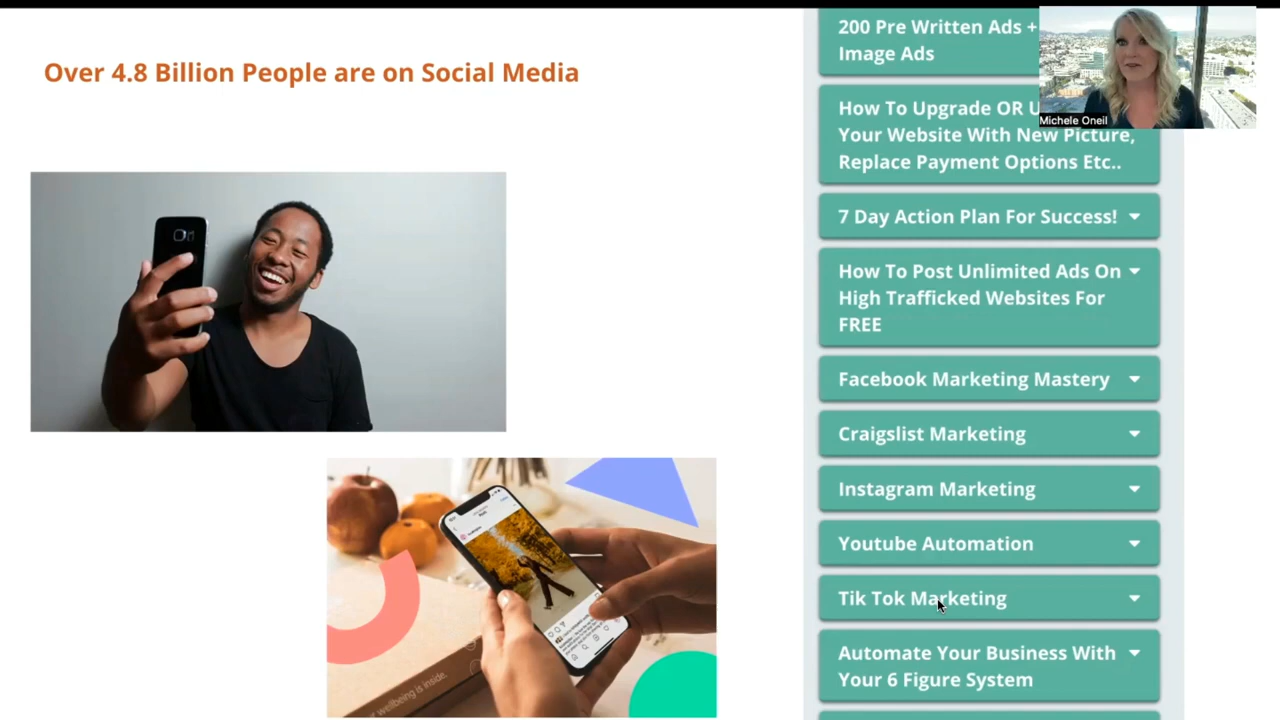 Over 4.8 Billion People are on Social Media
200 Pre Written Ads +
Image Ads
Michele Oneil
How To Upgrade OR U
Your Website With New Picture,
Replace Payment Options Etc..
7 Day Action Plan For Success!
How To Post Unlimited Ads On
High Trafficked Websites For
FREE
Facebook Marketing Mastery
Craigslist Marketing
Instagram Marketing
Youtube Automation
Tik Tok Marketing
Automate Your Business With
Your 6 Figure System
wellbeing is inside.